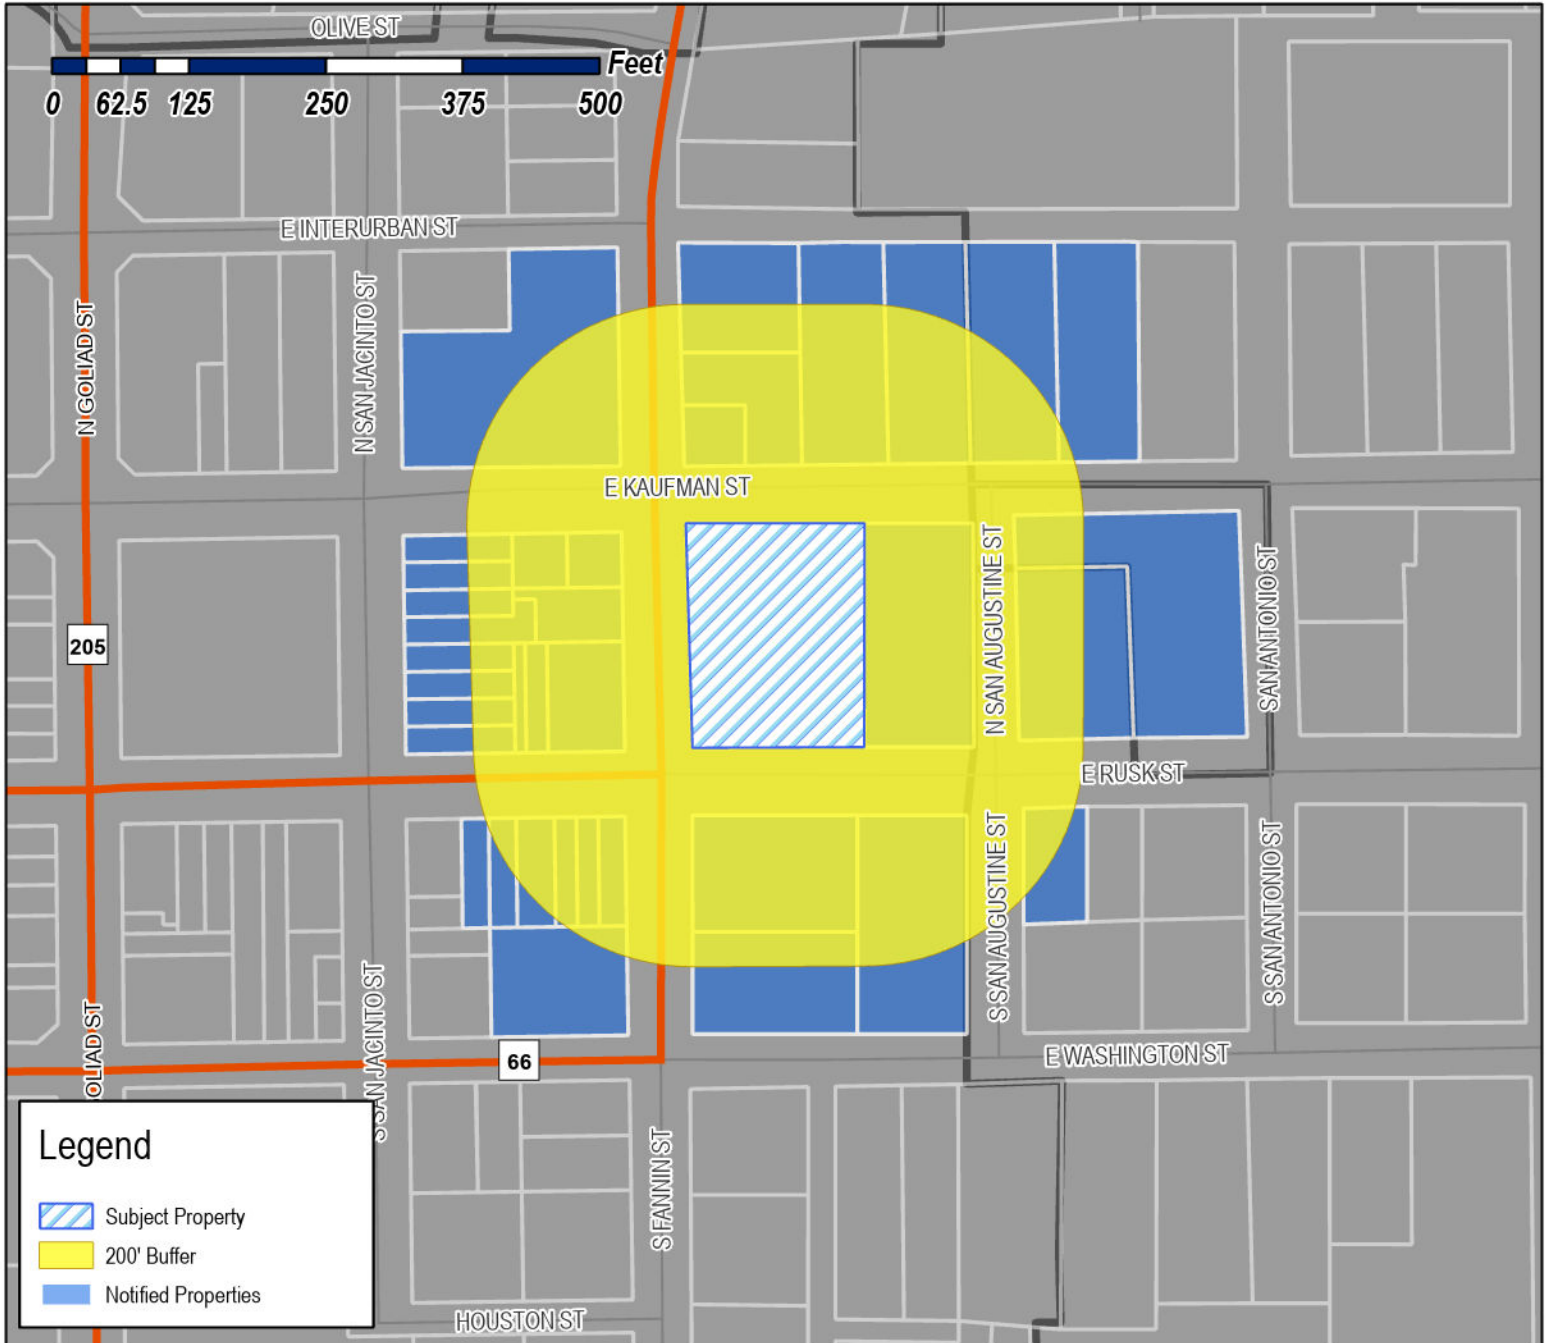 OLIVE ST
Feet
0 62.5 125 250 375 500
E INTERURBAN ST
N GOLIAD ST
N SAN JACINTO ST
E KAUFMAN ST
N SAN AUGUSTINE ST
SAN ANTONIO ST
205
E RUSK ST
S SAN AUGUSTINE ST
S SAN ANTONIO ST
OLIAD ST
S SAN JACINTO ST
66
E WASHINGTON ST
S FANNIN ST
Legend
Subject Property
200' Buffer
Notified Properties
HOUSTON ST